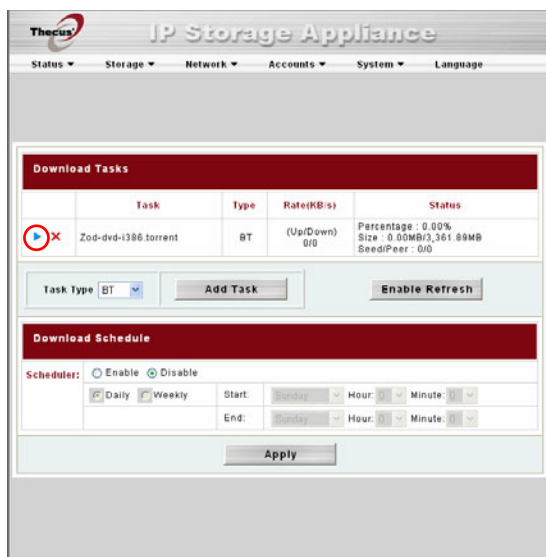 Thecus IP Storage Appliance
Status Storage Network Accounts System Language
Download Tasks
Task Type Rate(KB/s) Status
Zod-dvd-i386.torrent BT (Up/Down) 0/0 Percentage : 0.00%
Size : 0.00MB/3,361.89MB
Seed/Peer : 0/0
Task Type BT Add Task Enable Refresh
Download Schedule
Scheduler: Enable Disable
Daily Weekly Start: Sunday Hour: 0 Minute: 0
End: Sunday Hour: 0 Minute: 0
Apply